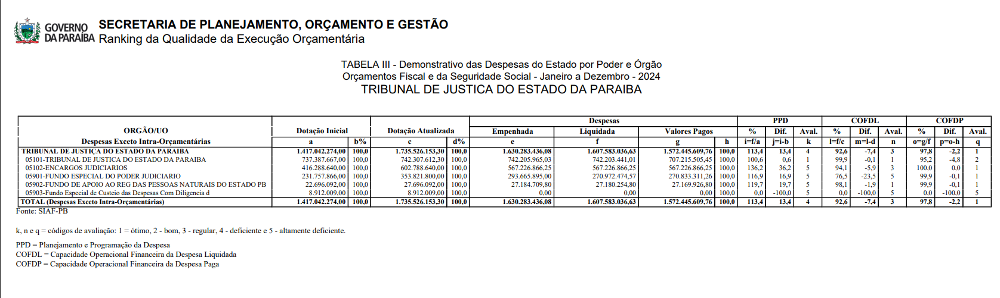 GOVERNO
DA PARAÍBA
SECRETARIA DE PLANEJAMENTO, ORÇAMENTO E GESTÃO
Ranking da Qualidade da Execução Orçamentária
TABELA III - Demonstrativo das Despesas do Estado por Poder e Órgão
Orçamentos Fiscal e da Seguridade Social - Janeiro a Dezembro - 2024
TRIBUNAL DE JUSTIÇA DO ESTADO DA PARAIBA
Despesas PPD COFDL COFDP
ORGÃO/UO Dotação Inicial Dotação Atualizada Empenhada Liquidada Valores Pagos % Dif. Aval. % Dif. Aval. % Dif. Aval.
Despesas Exceto Intra-Orçamentárias a b% c d% e f g h i=f/a j=i-b k l=f/c m=l-d n o=g/f p=o-h q
TRIBUNAL DE JUSTIÇA DO ESTADO DA PARAIBA 1.417.042.274,00 100,0 1.735.526.153,30 100,0 1.630.283.436,08 1.607.583.036,63 1.572.445.609,76 100,0 113,4 13,4 4 92,6 -7,4 3 97,8 -2,2 1
05101-TRIBUNAL DE JUSTICA DO ESTADO DA PARAIBA 737.387.667,00 100,0 742.307.612,30 100,0 742.205.965,03 742.203.441,01 707.215.505,45 100,0 100,6 0,6 1 99,9 -0,1 1 95,2 -4,8 2
05102-ENCARGOS JUDICIARIOS 416.288.640,00 100,0 602.788.640,00 100,0 567.226.866,25 567.226.866,25 567.226.866,25 100,0 136,2 36,2 5 94,1 -5,9 3 100,0 0,0 1
05901-FUNDO ESPECIAL DO PODER JUDICIARIO 231.757.866,00 100,0 353.821.800,00 100,0 293.665.895,00 270.972.474,57 270.833.311,26 100,0 116,9 16,9 5 76,5 -23,5 5 99,9 -0,1 1
05902-FUNDO DE APOIO AO REG DAS PESSOAS NATURAIS DO ESTADO PB 22.696.092,00 100,0 27.696.092,00 100,0 27.184.709,80 27.180.254,80 27.169.926,80 100,0 119,7 19,7 5 98,1 -1,9 1 99,9 -0,1 1
05903-Fundo Especial de Custeio das Despesas Com Diligencia d 8.912.009,00 100,0 8.912.009,00 100,0 0,00 0,00 0,00 100,0 0,0 -100,0 5 0,0 -100,0 5 0,0 -100,0 5
TOTAL (Despesas Exceto Intra-Orçamentárias) 1.417.042.274,00 100,0 1.735.526.153,30 100,0 1.630.283.436,08 1.607.583.036,63 1.572.445.609,76 100,0 113,4 13,4 4 92,6 -7,4 3 97,8 -2,2 1
Fonte: SIAF-PB
k, n e q = códigos de avaliação: 1 = ótimo, 2 - bom, 3 - regular, 4 - deficiente e 5 - altamente deficiente.
PPD = Planejamento e Programação da Despesa
COFDL = Capacidade Operacional Financeira da Despesa Liquidada
COFDP = Capacidade Operacional Financeira da Despesa Paga